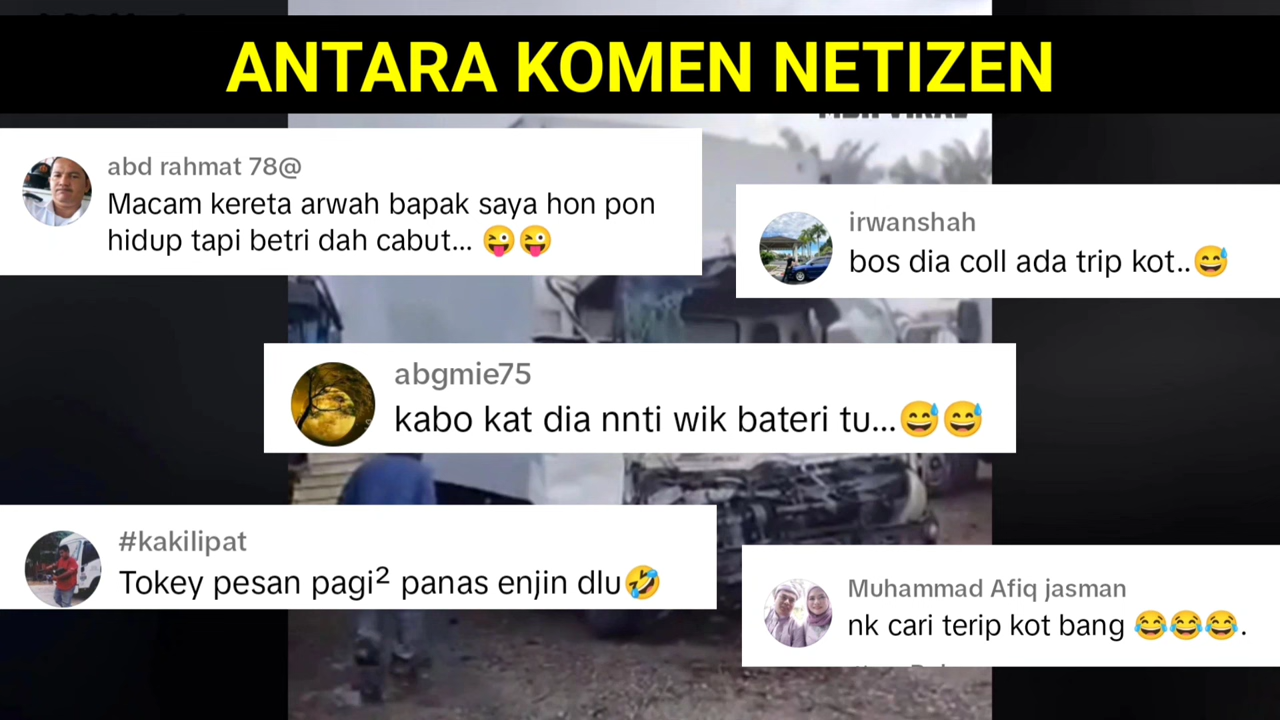 ANTARA KOMEN NETIZEN
abd rahmat 78@
Macam kereta arwah bapak saya hon pon
hidup tapi betri dah cabut... 😜😜
irwanshah
bos dia coll ada trip kot..😅
abgmie75
kabo kat dia nnti wik bateri tu...😅😅
#kakilipat
Tokey pesan pagi² panas enjin dlu🤣
Muhammad Afiq jasman
nk cari terip kot bang 😂😂😂.